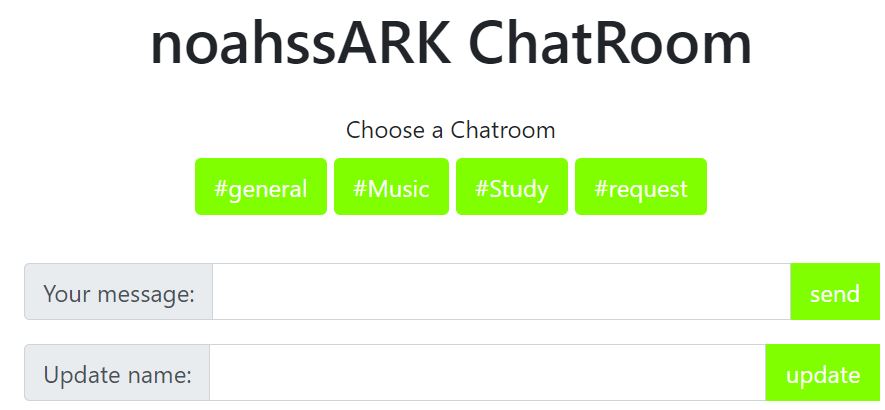 noahssARK ChatRoom
Choose a Chatroom
#general #Music #Study #request
Your message: send
Update name: update